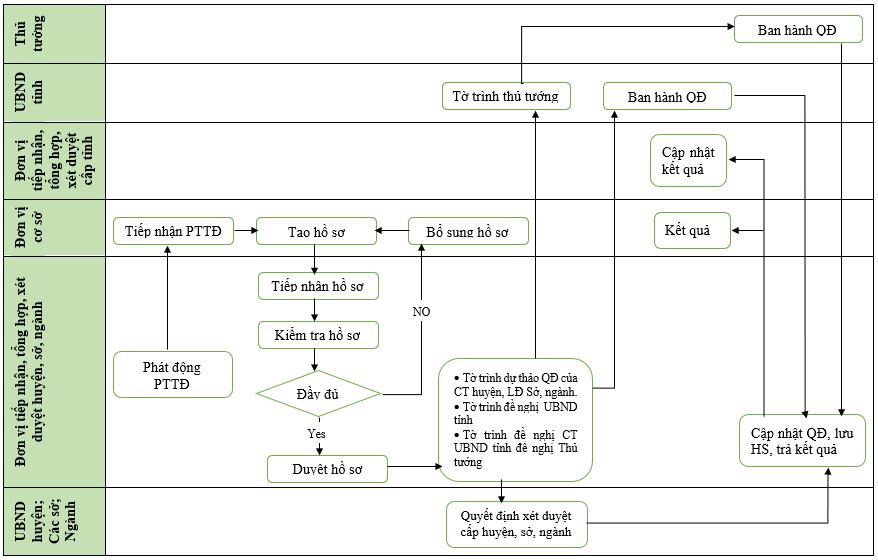 Thủ
tướng
Ban hành QĐ
UBND
tỉnh
Tờ trình thủ tướng
Ban hành QĐ
Đơn vị
tiếp nhận,
tổng hợp,
xét duyệt
cấp tỉnh
Cập nhật
kết quả
Đơn vị
cơ sở
Tiếp nhận PTTĐ
Tạo hồ sơ
Bổ sung hồ sơ
Kết quả
Đơn vị tiếp nhận, tổng hợp, xét
duyệt huyện, sở, ngành
Tiếp nhận hồ sơ
NO
Kiểm tra hồ sơ
Phát động
PTTĐ
Đầy đủ
Yes
Duyệt hồ sơ
• Tờ trình dự thảo QĐ của
CT huyện, LĐ Sở, ngành.
• Tờ trình đề nghị UBND
tỉnh
• Tờ trình đề nghị CT
UBND tỉnh đề nghị Thủ
tướng
Cập nhật QĐ, lưu
HS, trả kết quả
UBND
huyện;
Các sở;
Ngành
Quyết định xét duyệt
cấp huyện, sở, ngành